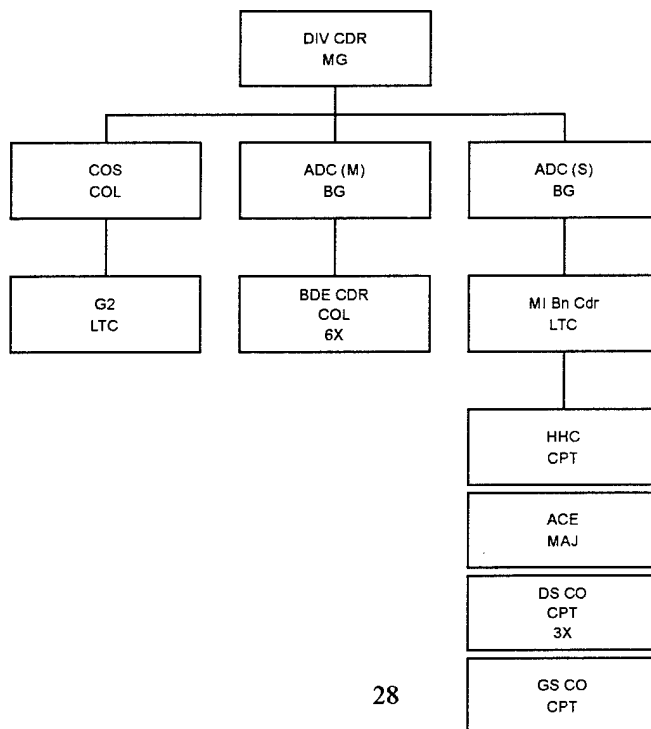 DIV CDR
MG
COS
COL
ADC (M)
BG
ADC (S)
BG
G2
LTC
BDE CDR
COL
6X
MI Bn Cdr
LTC
HHC
CPT
ACE
MAJ
DS CO
CPT
3X
GS CO
CPT
28